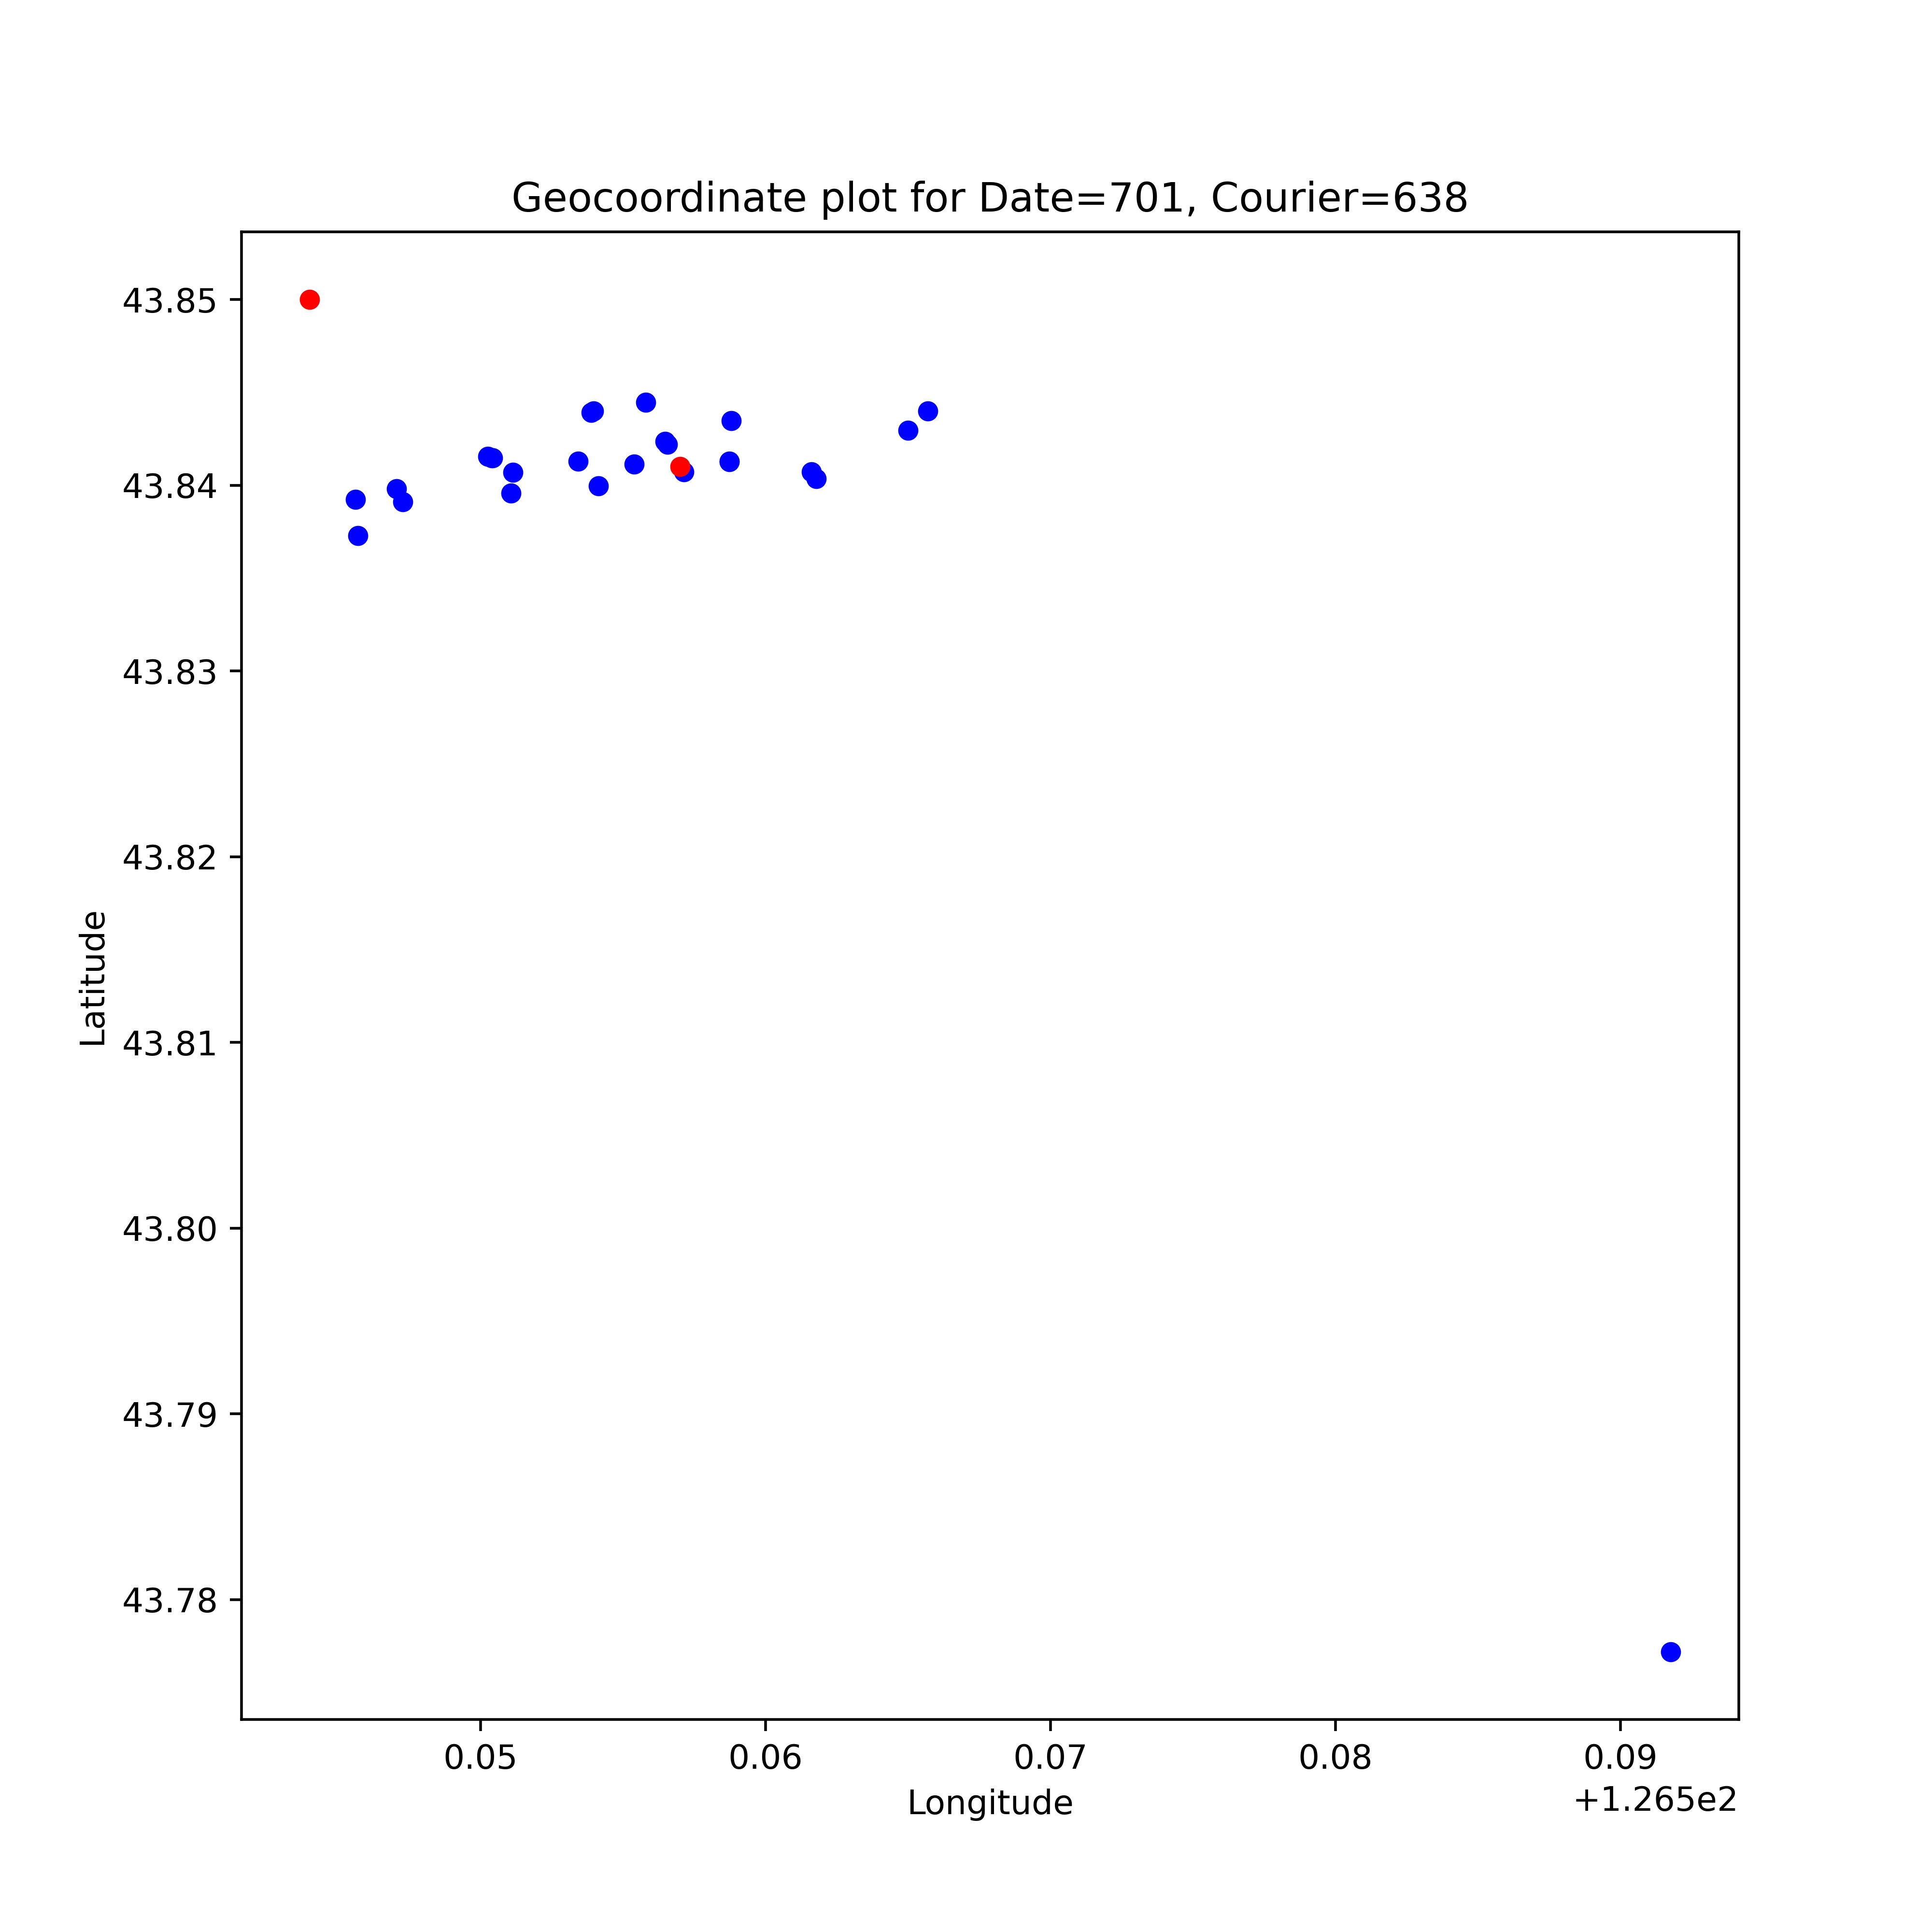 Geocoordinate plot for Date=701, Courier=638
43.85
43.84
43.83
43.82
43.81
43.80
43.79
43.78
Latitude
0.05 0.06 0.07 0.08 0.09
+1.265e2
Longitude